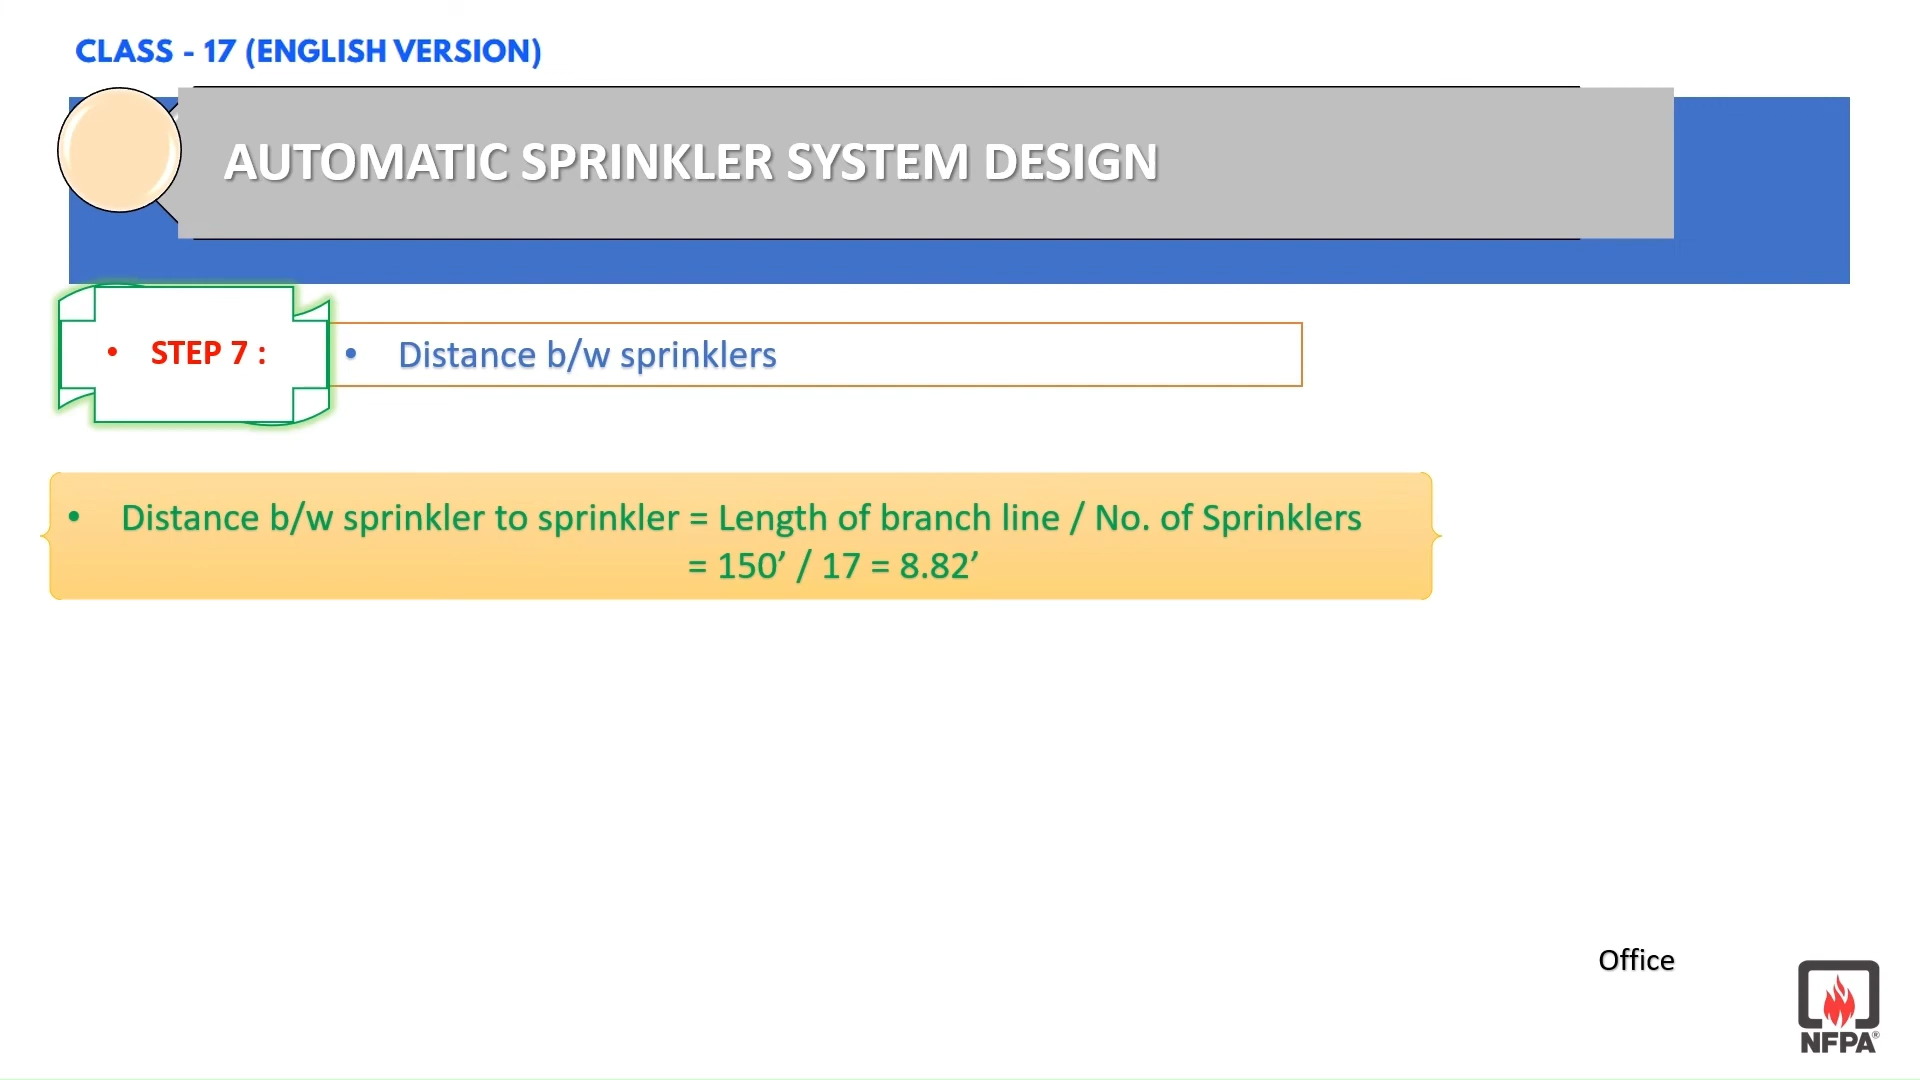 CLASS - 17 (ENGLISH VERSION)
AUTOMATIC SPRINKLER SYSTEM DESIGN
• STEP 7 :
• Distance b/w sprinklers
• Distance b/w sprinkler to sprinkler = Length of branch line / No. of Sprinklers
= 150’ / 17 = 8.82’
Office
NFPA®